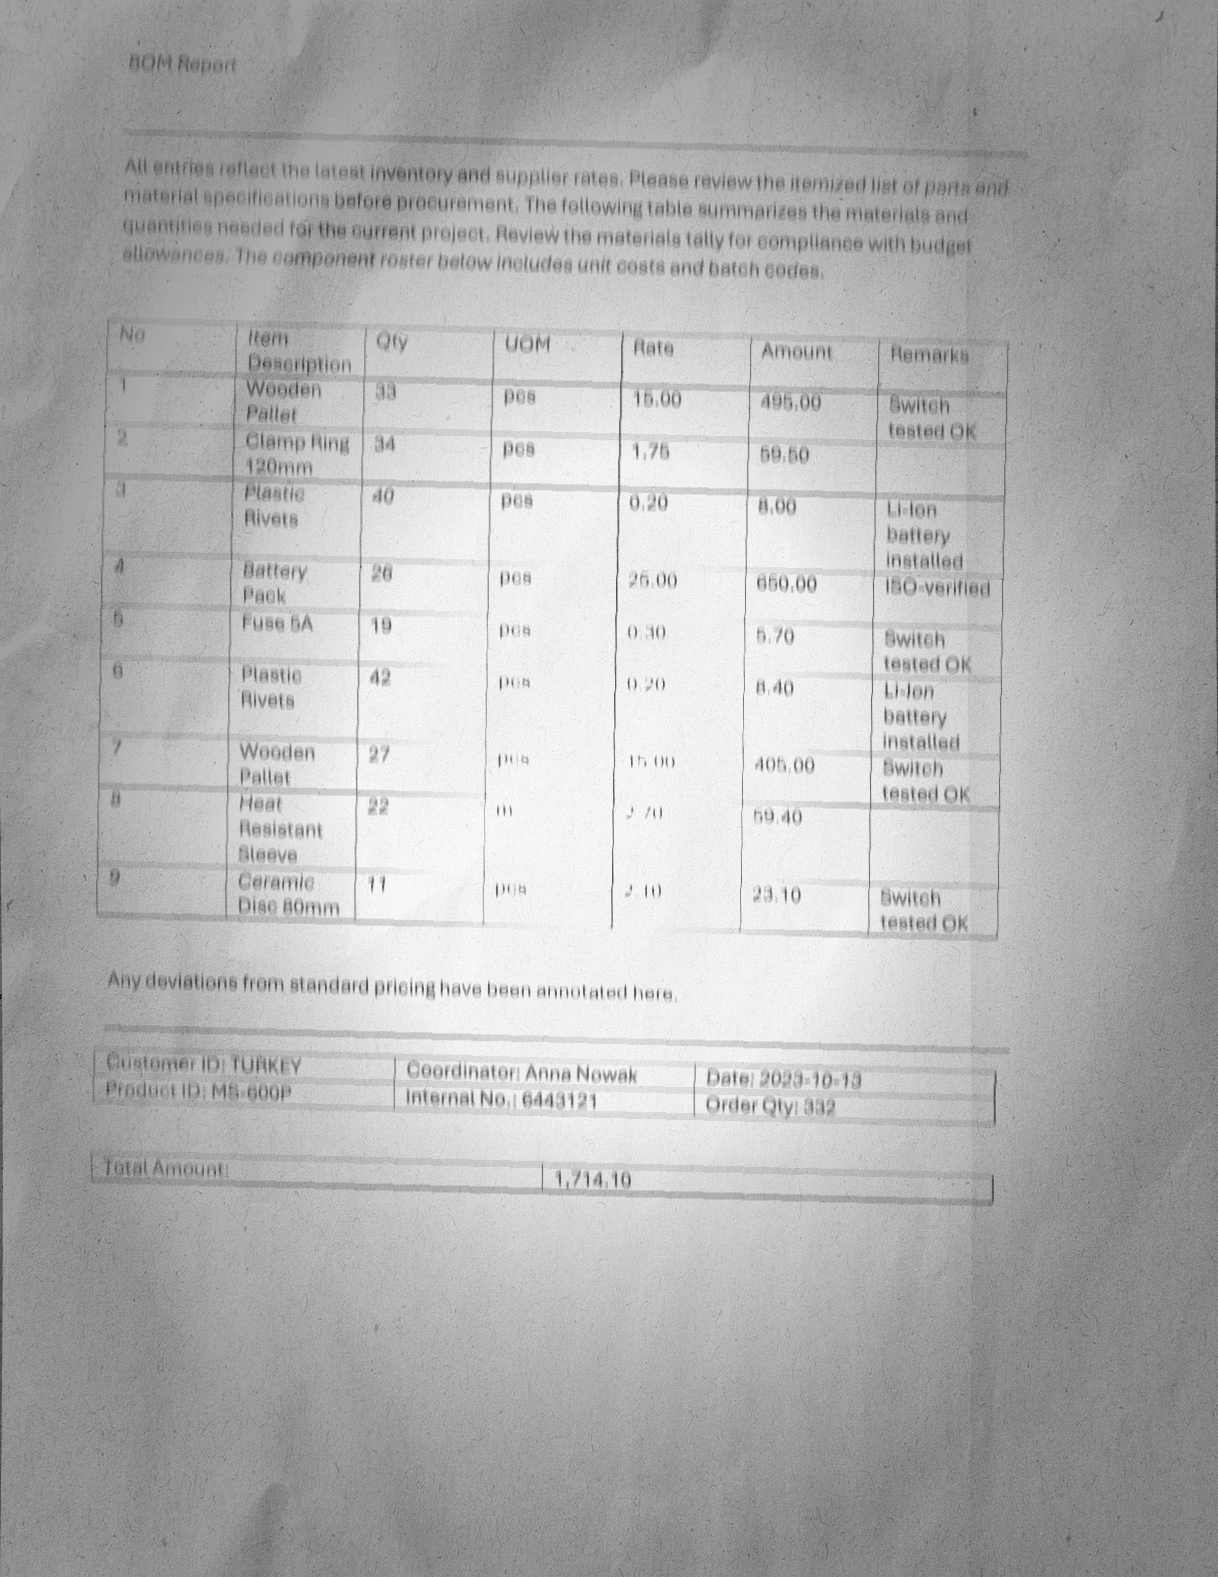 BOM Report
All entries reflect the latest inventory and supplier rates. Please review the itemized list of parts and
material specifications before procurement. The following table summarizes the materials and
quantities needed for the current project. Review the materials tally for compliance with budget
allowances. The component roster below includes unit costs and batch codes.
No Item Description Qty UOM Rate Amount Remarks
1 Wooden Pallet 33 pcs 15.00 495.00 Switch tested OK
2 Clamp Ring 120mm 34 pcs 1.75 59.50
3 Plastic Rivets 40 pcs 0.20 8.00 Li-Ion battery installed
4 Battery Pack 26 pcs 25.00 650.00 ISO-verified
5 Fuse 5A 19 pcs 0.30 5.70 Switch tested OK
6 Plastic Rivets 42 pcs 0.20 8.40 Li-Ion battery installed
7 Wooden Pallet 27 pcs 15.00 405.00 Switch tested OK
8 Heat Resistant Sleeve 22 m 2.70 59.40
9 Ceramic Disc 80mm 11 pcs 2.10 23.10 Switch tested OK
Any deviations from standard pricing have been annotated here.
Customer ID: TURKEY Coordinator: Anna Nowak Date: 2023-10-13
Product ID: MS-600P Internal No.: 6443121 Order Qty: 332
Total Amount: 1,714.10